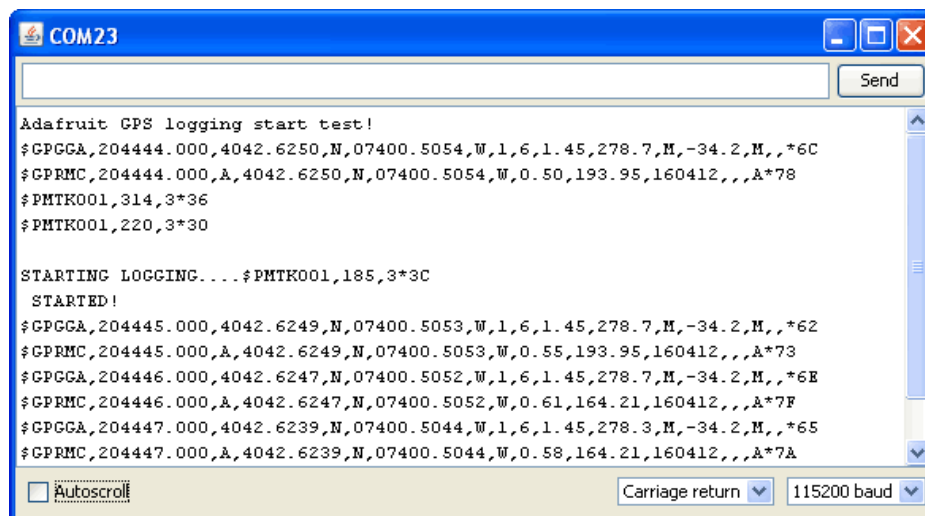 COM23
Send
Adafruit GPS logging start test!
$GPGGA,204444.000,4042.6250,N,07400.5054,W,1,6,1.45,278.7,M,-34.2,M,,*6C
$GPRMC,204444.000,A,4042.6250,N,07400.5054,W,0.50,193.95,160412,,,A*78
$PMTK001,314,3*36
$PMTK001,220,3*30
STARTING LOGGING....$PMTK001,185,3*3C
STARTED!
$GPGGA,204445.000,4042.6249,N,07400.5053,W,1,6,1.45,278.7,M,-34.2,M,,*62
$GPRMC,204445.000,A,4042.6249,N,07400.5053,W,0.55,193.95,160412,,,A*73
$GPGGA,204446.000,4042.6247,N,07400.5052,W,1,6,1.45,278.7,M,-34.2,M,,*6E
$GPRMC,204446.000,A,4042.6247,N,07400.5052,W,0.61,164.21,160412,,,A*7F
$GPGGA,204447.000,4042.6239,N,07400.5044,W,1,6,1.45,278.3,M,-34.2,M,,*65
$GPRMC,204447.000,A,4042.6239,N,07400.5044,W,0.58,164.21,160412,,,A*7A
Autoscroll Carriage return 115200 baud